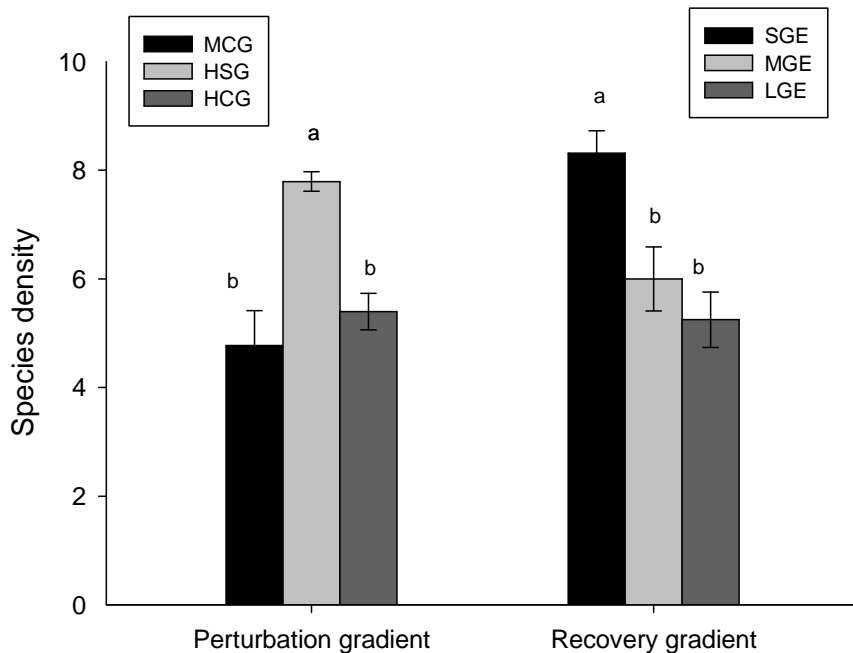 MCG
HSG
HCG
SGE
MGE
LGE
Species density
10
8
6
4
2
0
b
a
b
a
b
b
Perturbation gradient
Recovery gradient